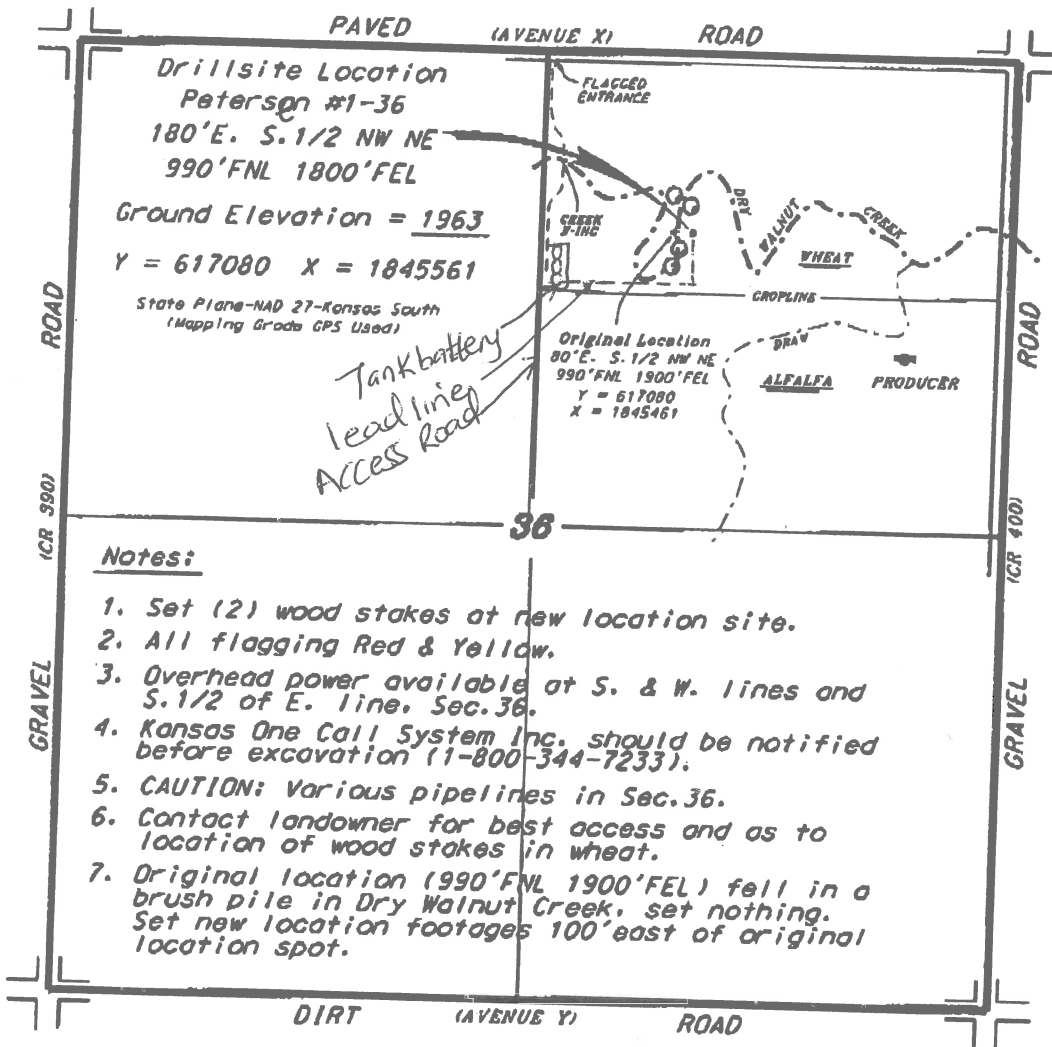 PAVED (AVENUE X) ROAD
Drillsite Location
Peterson #1-36
e
180'E. S.1/2 NW NE
990'FNL 1800'FEL
Ground Elevation = 1963
Y = 617080 X = 1845561
State Plane-NAD 27-Kansas South
(Mapping Grade GPS Used)
FLAGGED
ENTRANCE
CREEK
X-ING
DRY
WALNUT
CREEK
WHEAT
CROPLINE
Original Location
80'E. S.1/2 NW NE
990'FNL 1900'FEL
Y = 617080
X = 1845461
DRAW
ALFALFA
PRODUCER
Tank battery
lead line
Access Road
ROAD
(CR 990)
GRAVEL
ROAD
(CR 400)
GRAVEL
36
Notes:
1. Set (2) wood stakes at new location site.
2. All flagging Red & Yellow.
3. Overhead power available at S. & W. lines and
S.1/2 of E. line, Sec.36.
4. Kansas One Call System Inc. should be notified
before excavation (1-800-344-7233).
5. CAUTION: Various pipelines in Sec.36.
6. Contact landowner for best access and as to
location of wood stakes in wheat.
7. Original location (990'FNL 1900'FEL) fell in a
brush pile in Dry Walnut Creek, set nothing.
Set new location footages 100'east of original
location spot.
DIRT (AVENUE Y) ROAD